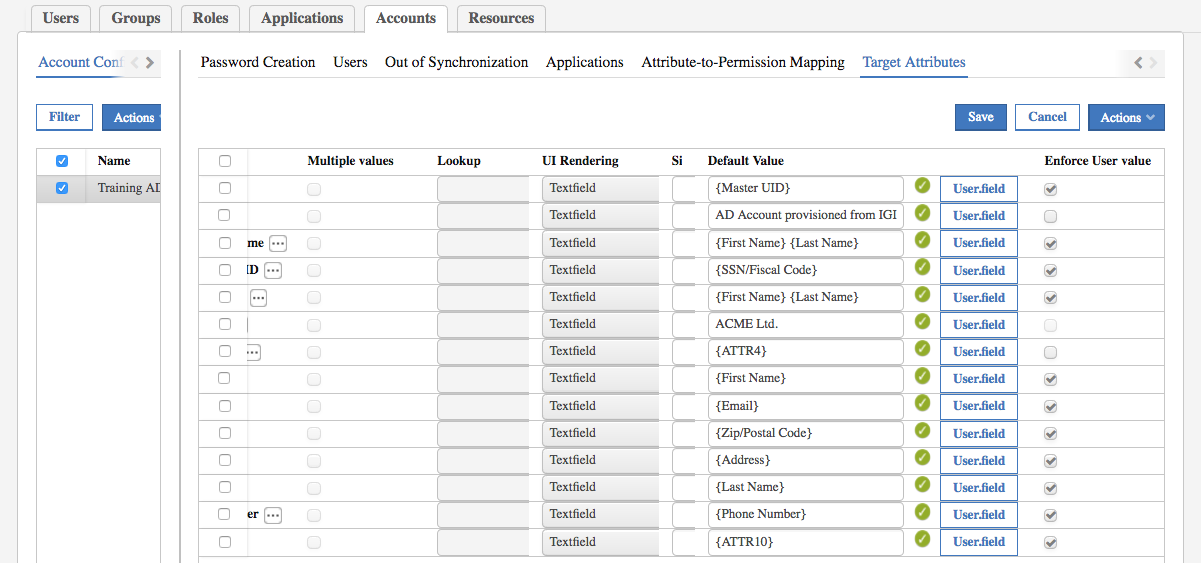 Users Groups Roles Applications Accounts Resources
Account Conf Password Creation Users Out of Synchronization Applications Attribute-to-Permission Mapping Target Attributes
Filter Actions Save Cancel Actions
Name Multiple values Lookup UI Rendering Si Default Value Enforce User value
Training AD Textfield {Master UID} User.field
Textfield AD Account provisioned from IGI User.field
me ... Textfield {First Name} {Last Name} User.field
ID ... Textfield {SSN/Fiscal Code} User.field
... Textfield {First Name} {Last Name} User.field
Textfield ACME Ltd. User.field
... Textfield {ATTR4} User.field
Textfield {First Name} User.field
Textfield {Email} User.field
Textfield {Zip/Postal Code} User.field
Textfield {Address} User.field
Textfield {Last Name} User.field
er ... Textfield {Phone Number} User.field
Textfield {ATTR10} User.field